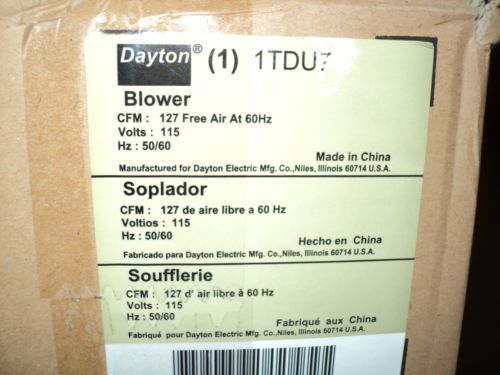 Dayton® (1) 1TDU7
Blower
CFM : 127 Free Air At 60Hz
Volts : 115
Hz : 50/60
Made in China
Manufactured for Dayton Electric Mfg. Co.,Niles, Illinois 60714 U.S.A.
Soplador
CFM : 127 de aire libre a 60 Hz
Voltios : 115
Hz : 50/60
Hecho en China
Fabricado para Dayton Electric Mfg. Co.,Niles, Illinois 60714 U.S.A.
Soufflerie
CFM : 127 d' air libre à 60 Hz
Volts : 115
Hz : 50/60
Fabriqué aux China
Fabriqué pour Dayton Electric Mfg. Co.,Niles, Illinois 60714 U.S.A.